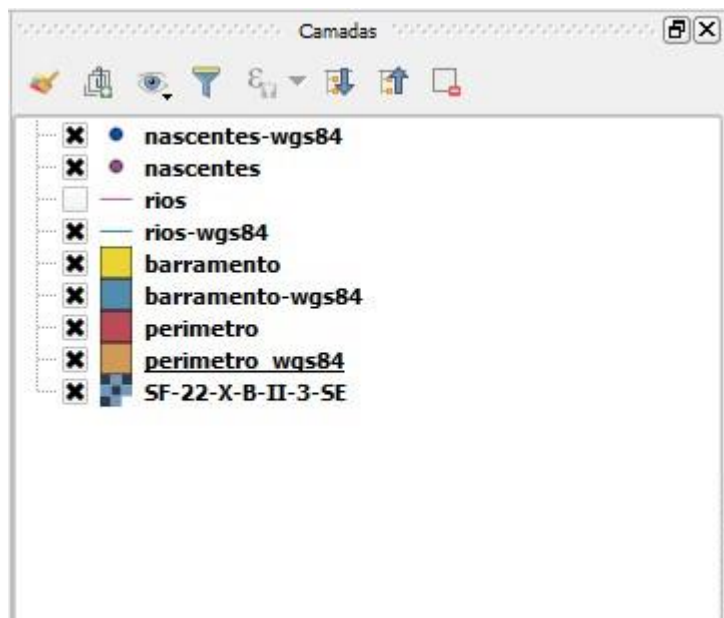 Camadas
nascentes-wgs84
nascentes
rios
rios-wgs84
barramento
barramento-wgs84
perimetro
perimetro_wgs84
SF-22-X-B-II-3-SE